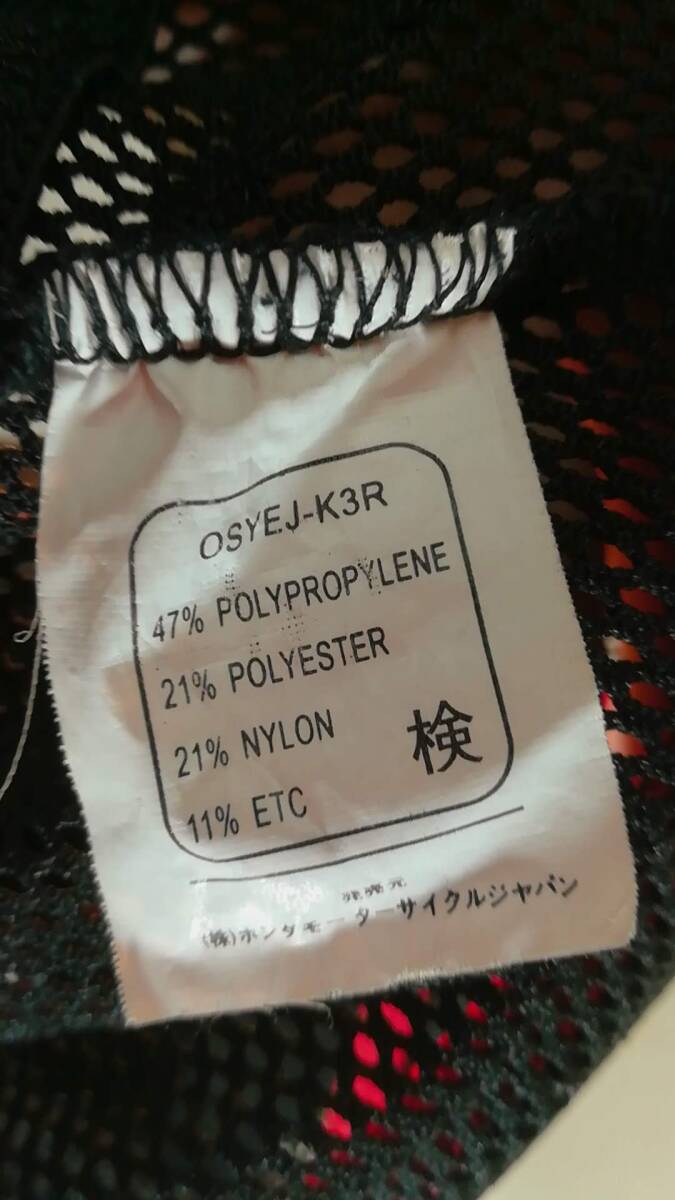 OSYEJ-K3R
47% POLYPROPYLENE
21% POLYESTER
21% NYLON
11% ETC
検
発売元
(株)ホンダモーターサイクルジャパン